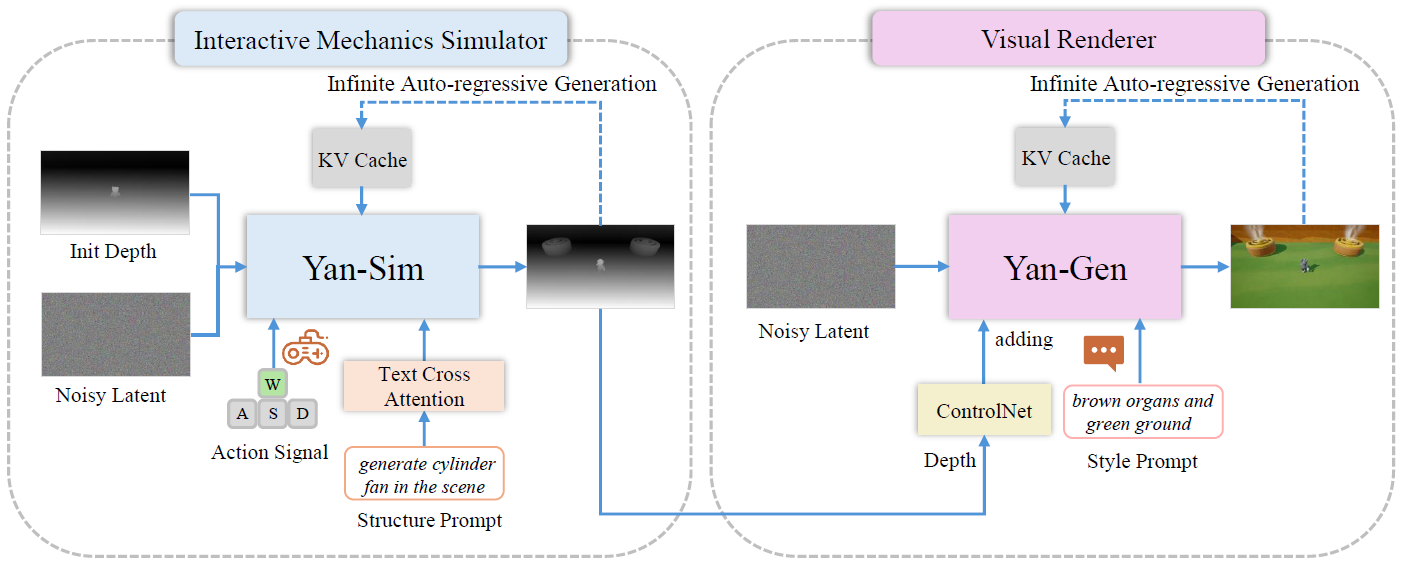 Interactive Mechanics Simulator
Infinite Auto-regressive Generation
KV Cache
Init Depth
Yan-Sim
Noisy Latent
W
A S D
Action Signal
Text Cross
Attention
generate cylinder
fan in the scene
Structure Prompt
Visual Renderer
Infinite Auto-regressive Generation
KV Cache
Yan-Gen
Noisy Latent
adding
ControlNet
Depth
brown organs and
green ground
Style Prompt